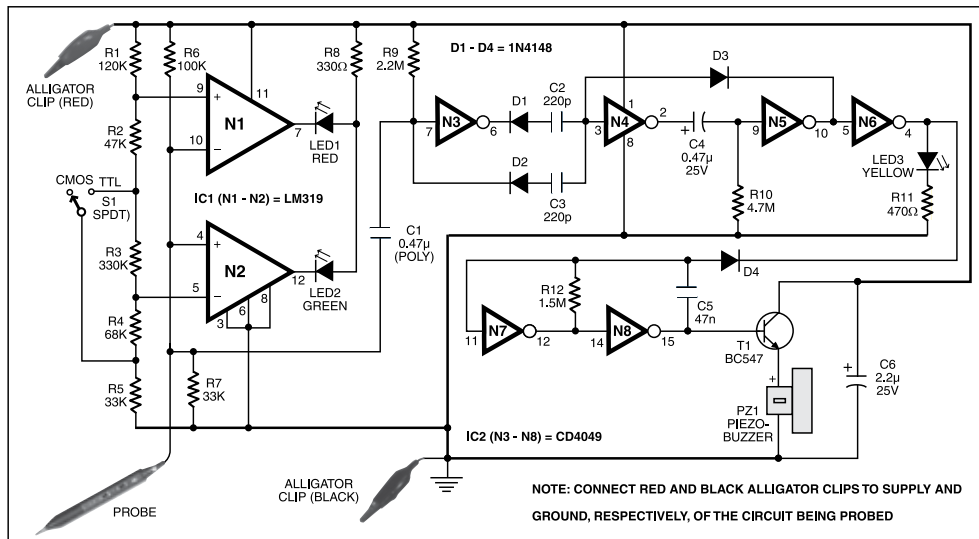 ALLIGATOR
CLIP (RED)
R1
120K
R6
100K
R2
47K
CMOS
TTL
S1
SPDT)
R3
330K
R4
68K
R5
33K
R7
33K
9
+
10
−
N1
11
7
LED1
RED
IC1 (N1 - N2) = LM319
4
+
5
−
N2
3
6
8
12
LED2
GREEN
R8
330Ω
R9
2.2M
D1 - D4 = 1N4148
C1
0.47µ
(POLY)
7
N3
6
D1
C2
220p
D2
C3
220p
3
N4
1
8
2
+
C4
0.47µ
25V
D3
9
N5
10
R10
4.7M
5
N6
4
LED3
YELLOW
R11
470Ω
11
N7
12
R12
1.5M
14
N8
15
C5
47n
D4
T1
BC547
+
PZ1
PIEZO-
BUZZER
+
C6
2.2µ
25V
IC2 (N3 - N8) = CD4049
PROBE
ALLIGATOR
CLIP (BLACK)
NOTE: CONNECT RED AND BLACK ALLIGATOR CLIPS TO SUPPLY AND
GROUND, RESPECTIVELY, OF THE CIRCUIT BEING PROBED